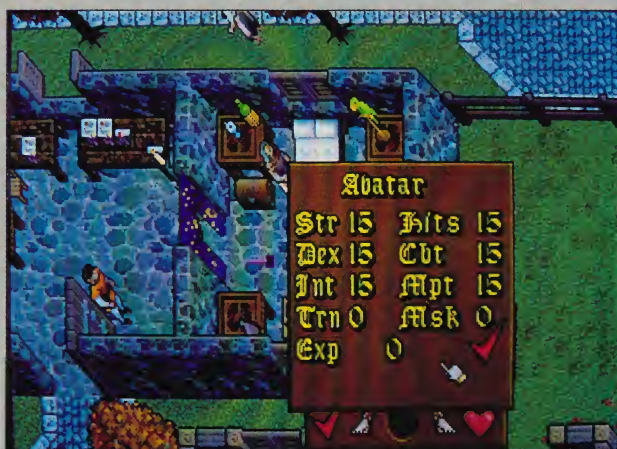 Avatar
Str 15 Hits 15
Dex 15 Cbt 15
Int 15 Mpt 15
Trn 0 Msk 0
Exp 0